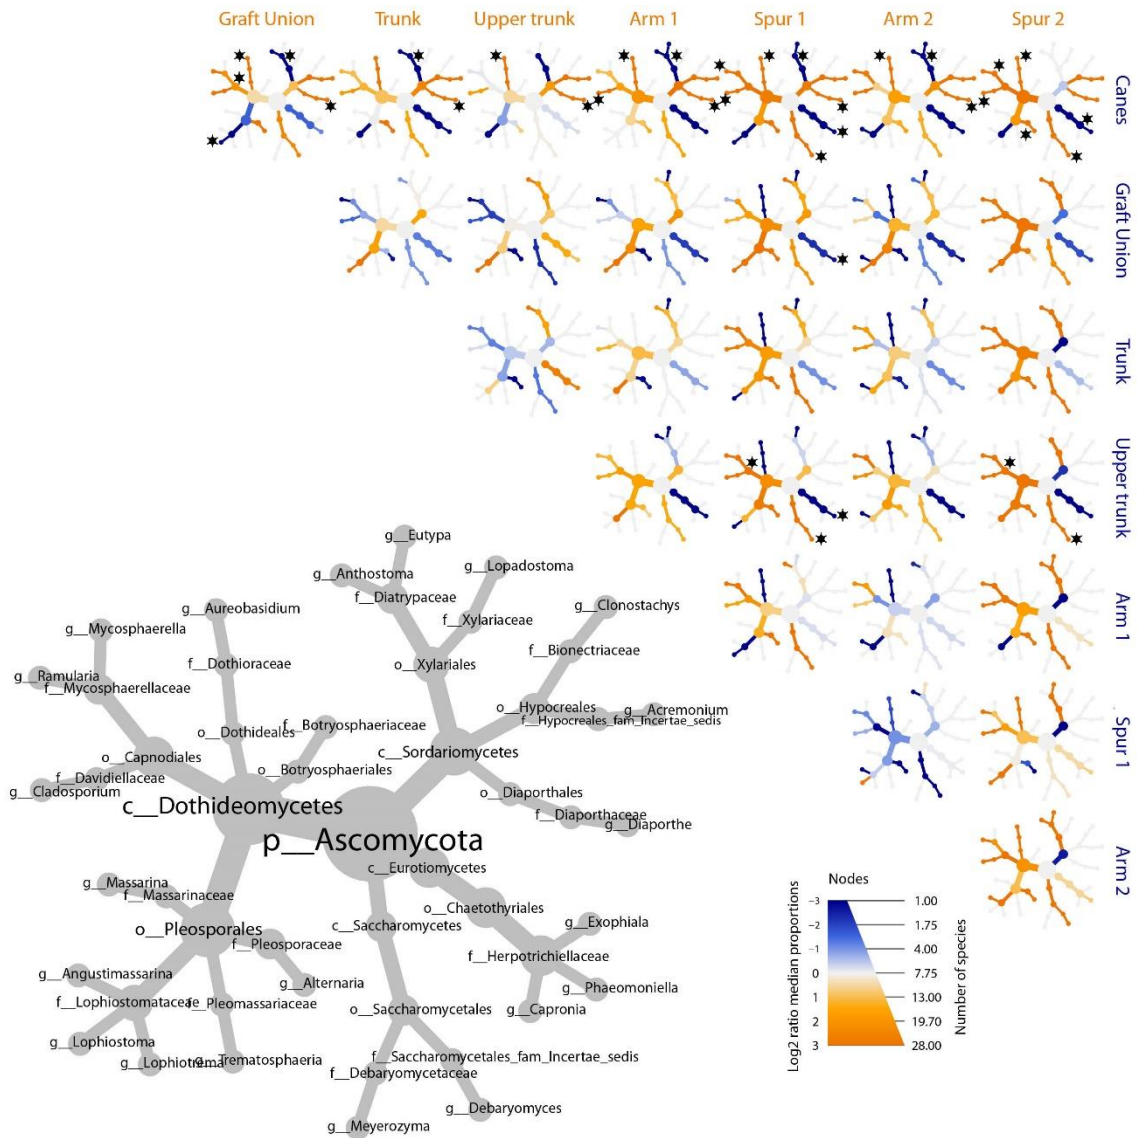 Graft Union Trunk Upper trunk Arm 1 Spur 1 Arm 2 Spur 2
Canes
Graft Union
Trunk
Upper trunk
Arm 1
Spur 1
Arm 2
g__Eutypa
g__Anthostoma
g__Lopadostoma
f__Diatrypaceae
g__Aureobasidium
g__Clonostachys
f__Xylariaceae
g__Mycosphaerella
f__Bionectriaceae
f__Dothioraceae
o__Xylariales
g__Ramularia
f__Mycosphaerellaceae
o__Hypocreales
g__Acremonium
f__Hypocreales_fam_Incertae_sedis
f__Botryosphaeriaceae
o__Dothideales
c__Sordariomycetes
o__Capnodiales
o__Botryosphaeriales
f__Davidiellaceae
g__Cladosporium
o__Diaporthales
c__Dothideomycetes
f__Diaporthaceae
g__Diaporthe
p__Ascomycota
c__Eurotiomycetes
g__Massarina
f__Massarinaceae
o__Chaetothyriales
g__Exophiala
c__Saccharomycetes
o__Pleosporales
f__Pleosporaceae
f__Herpotrichiellaceae
g__Angustimassarina
g__Alternaria
g__Phaeomoniella
f__Lophiostomataceae
f__Pleomassariaceae
o__Saccharomycetales
g__Capronia
g__Lophiostoma
g__Lophiotrema
g__Trematosphaeria
f__Saccharomycetales_fam_Incertae_sedis
f__Debaryomycetaceae
g__Debaryomyces
g__Meyerozyma
Nodes
Log2 ratio median proportions
Number of species
-3 1.00
-2 1.75
-1 4.00
0 7.75
1 13.00
2 19.70
3 28.00